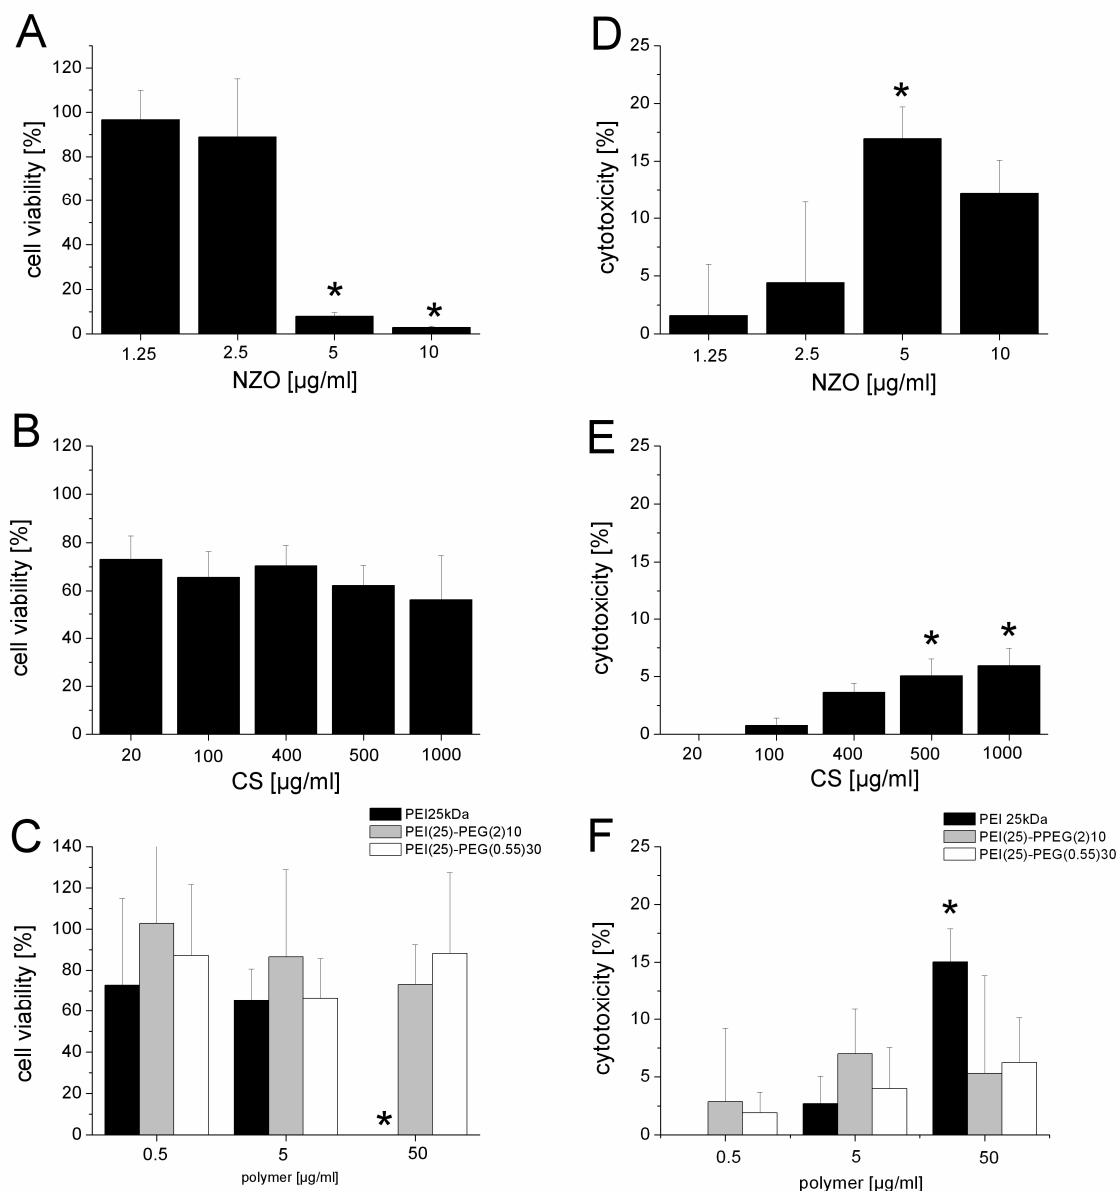 A
cell viability [%]
120
100
80
60
40
20
0
1.25 2.5 5 10
* *
NZO [µg/ml]
D
cytotoxicity [%]
25
20
15
10
5
0
*
1.25 2.5 5 10
NZO [µg/ml]
B
cell viability [%]
120
100
80
60
40
20
0
20 100 400 500 1000
CS [µg/ml]
E
cytotoxicity [%]
25
20
15
10
5
0
* *
20 100 400 500 1000
CS [µg/ml]
C
PEI25kDa
PEI(25)-PEG(2)10
PEI(25)-PEG(0.55)30
cell viability [%]
140
120
100
80
60
40
20
0
*
0.5 5 50
polymer [µg/ml]
F
PEI 25kDa
PEI(25)-PPEG(2)10
PEI(25)-PEG(0.55)30
cytotoxicity [%]
25
20
15
10
5
0
*
0.5 5 50
polymer [µg/ml]